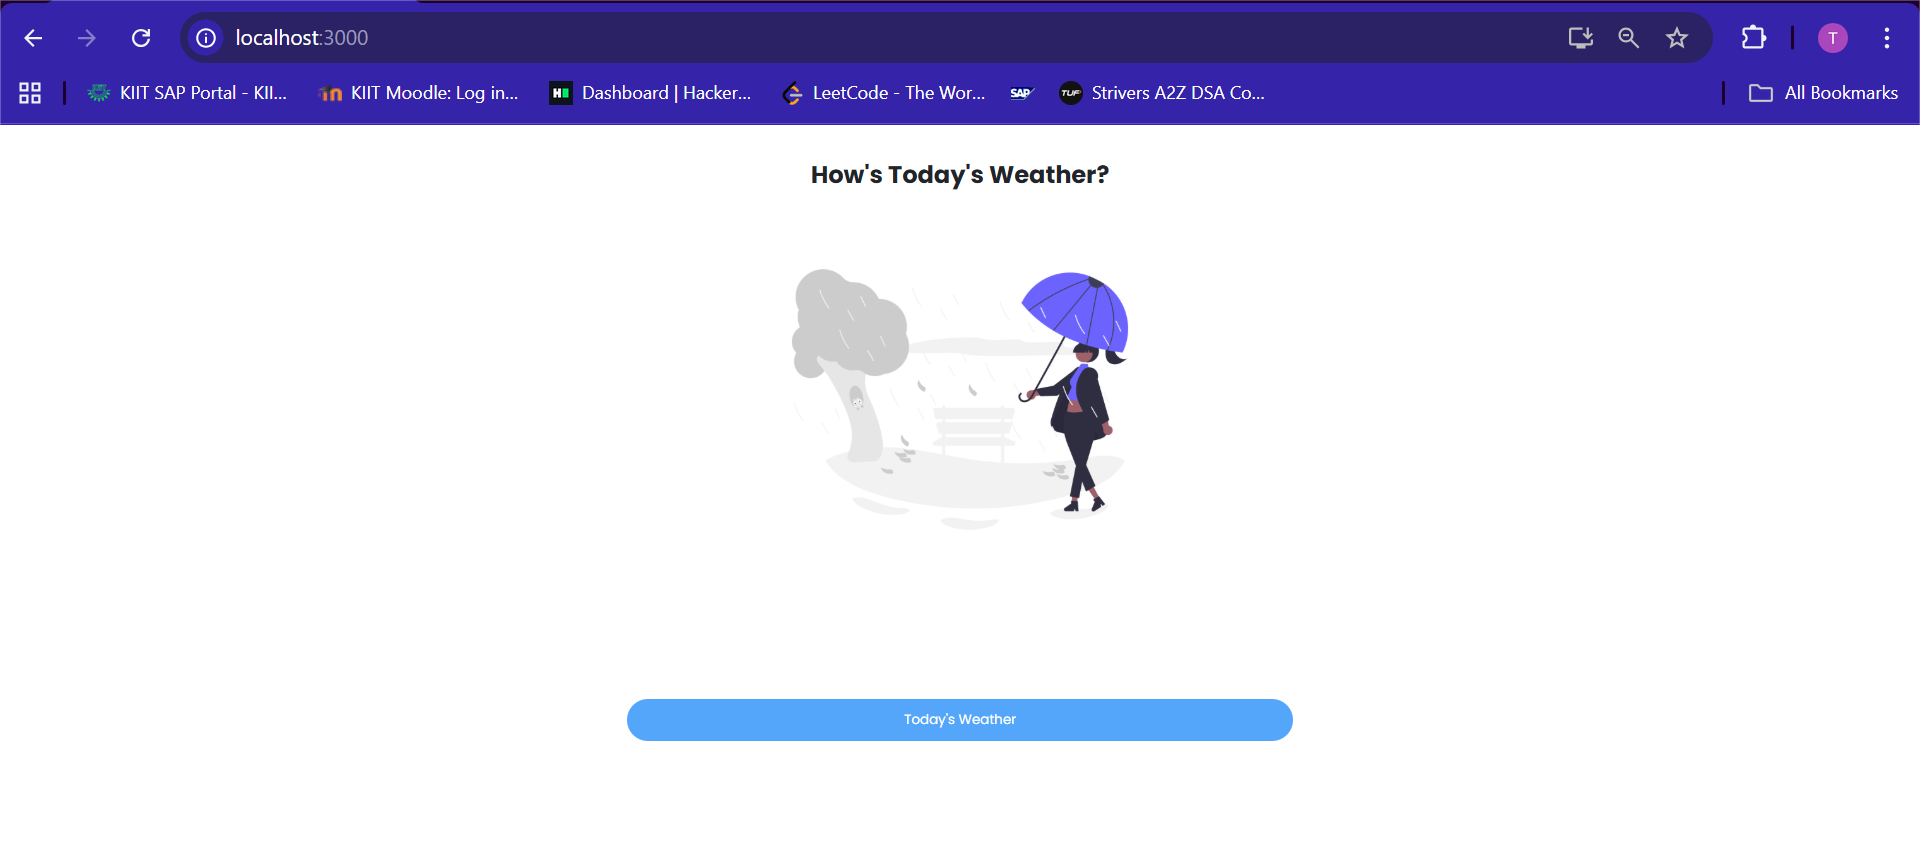 localhost:3000
T
KIIT SAP Portal - KII...
KIIT Moodle: Log in...
H
Dashboard | Hacker...
LeetCode - The Wor...
SAP
TUF
Strivers A2Z DSA Co...
All Bookmarks
How's Today's Weather?
Today's Weather